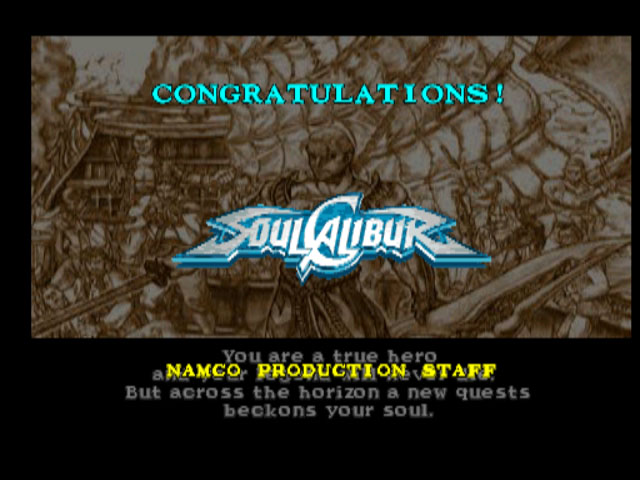 CONGRATULATIONS!
SOULCALIBUR
You are a true hero
NAMCO PRODUCTION STAFF
But across the horizon a new quests
beckons your soul.